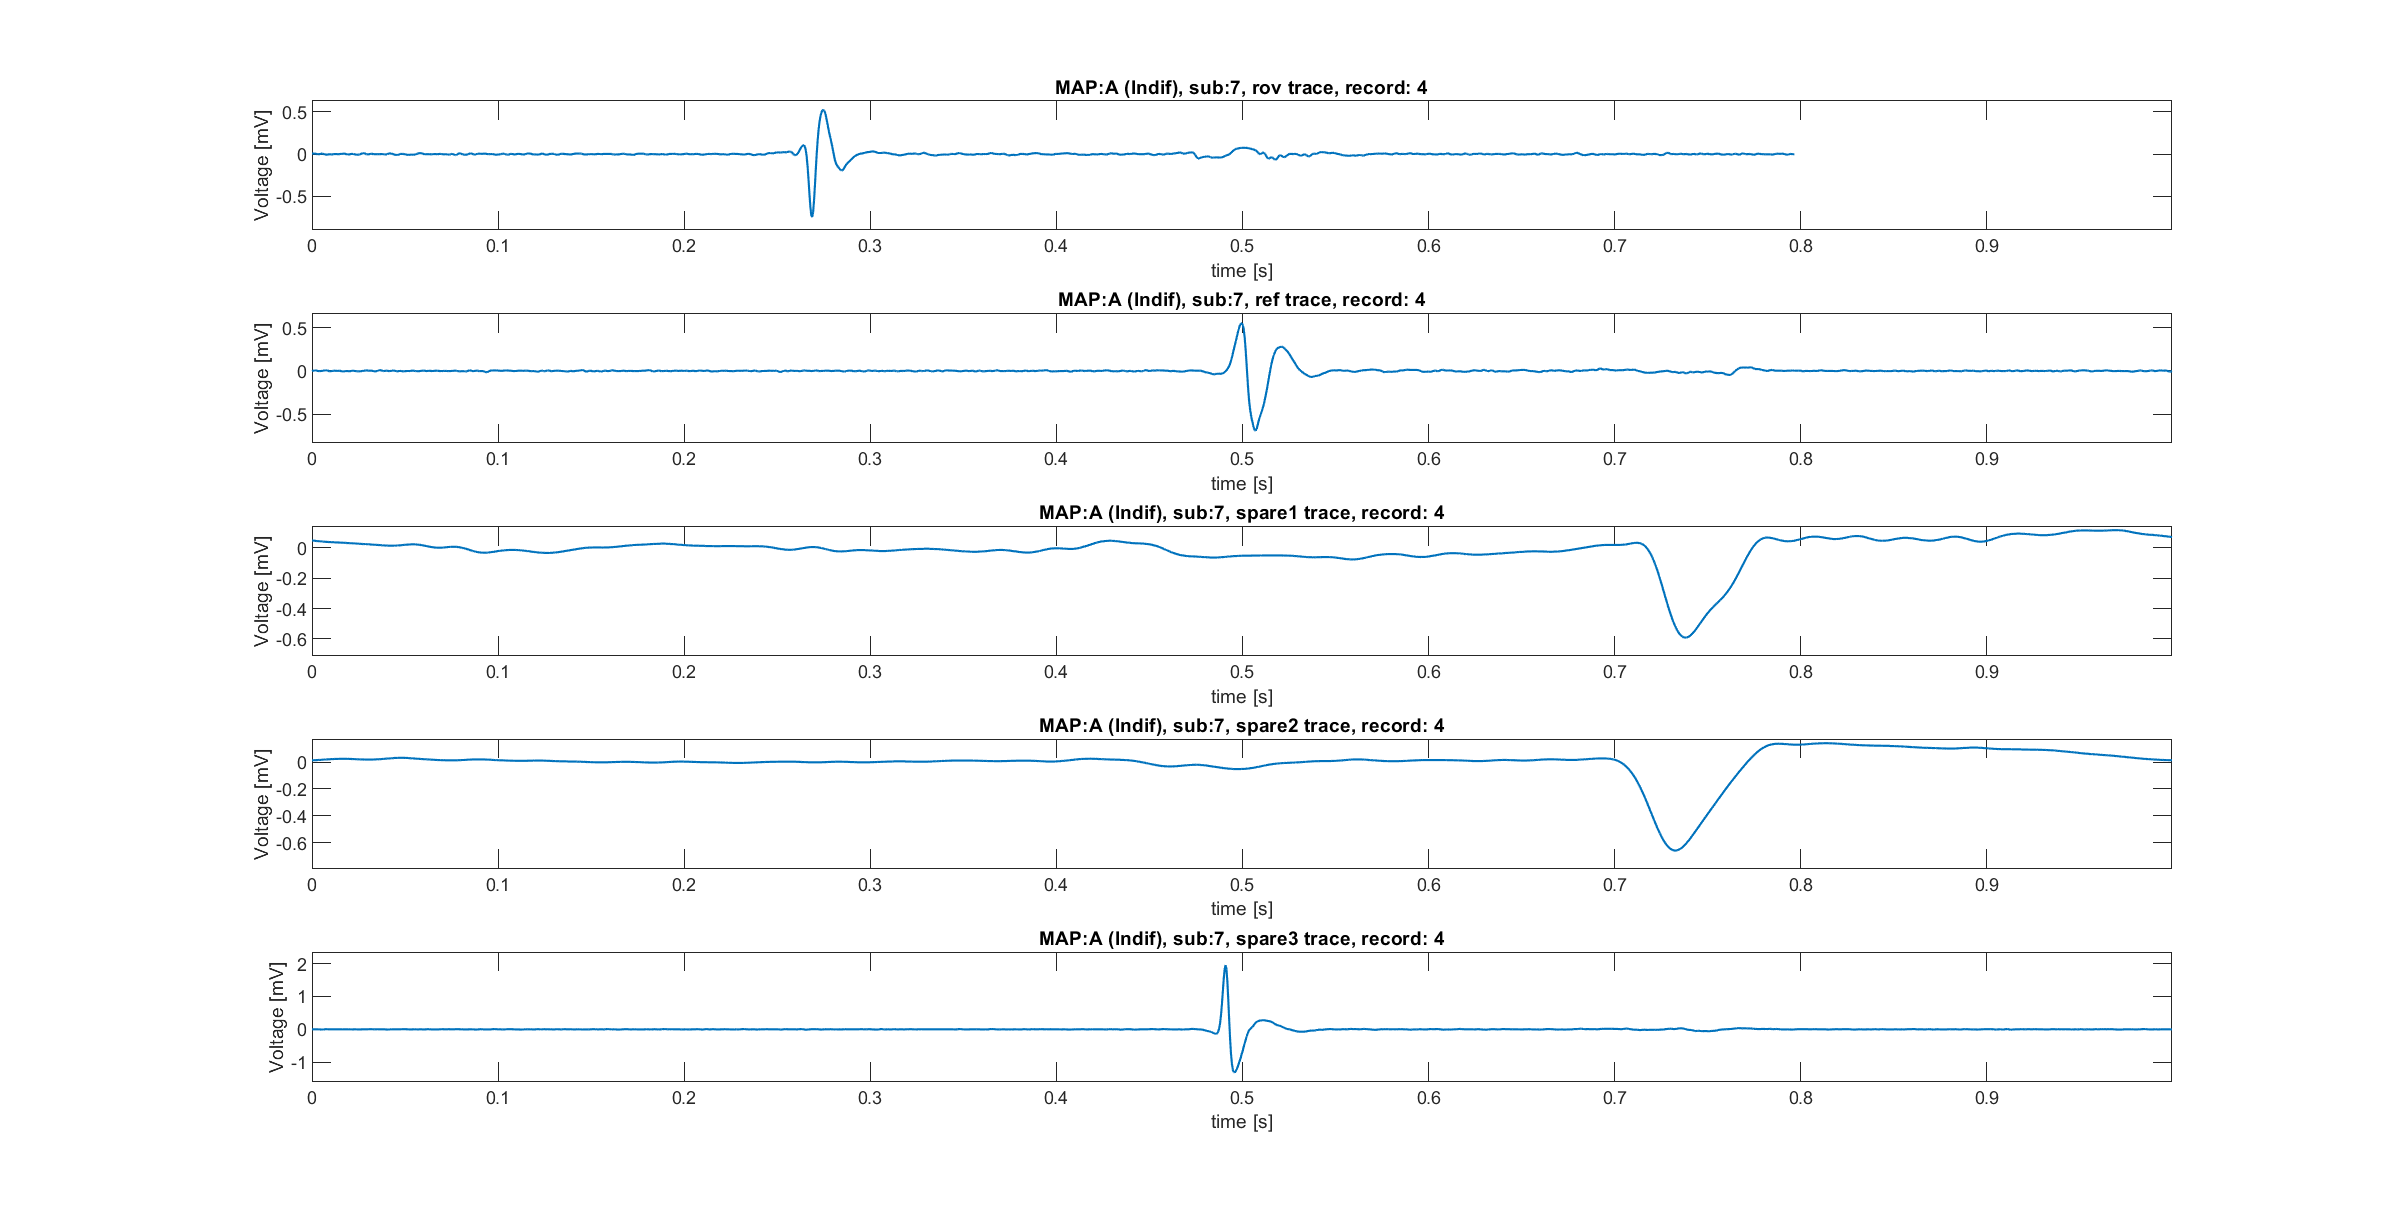 MAP:A (Indif), sub:7, rov trace, record: 4
Voltage [mV]
0.5
0
-0.5
0 0.1 0.2 0.3 0.4 0.5 0.6 0.7 0.8 0.9
time [s]
MAP:A (Indif), sub:7, ref trace, record: 4
Voltage [mV]
0.5
0
-0.5
0 0.1 0.2 0.3 0.4 0.5 0.6 0.7 0.8 0.9
time [s]
MAP:A (Indif), sub:7, spare1 trace, record: 4
Voltage [mV]
0
-0.2
-0.4
-0.6
0 0.1 0.2 0.3 0.4 0.5 0.6 0.7 0.8 0.9
time [s]
MAP:A (Indif), sub:7, spare2 trace, record: 4
Voltage [mV]
0
-0.2
-0.4
-0.6
0 0.1 0.2 0.3 0.4 0.5 0.6 0.7 0.8 0.9
time [s]
MAP:A (Indif), sub:7, spare3 trace, record: 4
Voltage [mV]
2
1
0
-1
0 0.1 0.2 0.3 0.4 0.5 0.6 0.7 0.8 0.9
time [s]